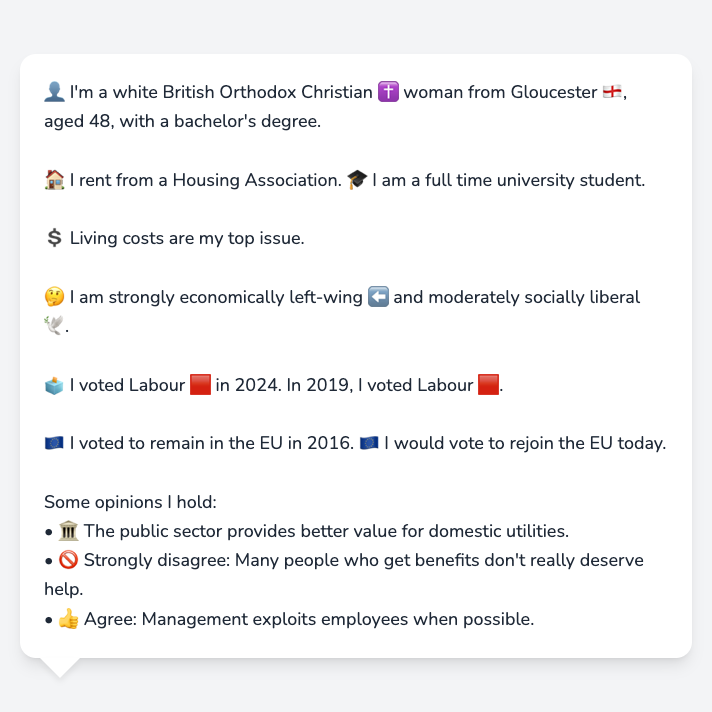 👤 I'm a white British Orthodox Christian ✝️ woman from Gloucester 🏴󠁧󠁢󠁥󠁮󠁧󠁿,
aged 48, with a bachelor's degree.
🏠 I rent from a Housing Association. 🎓 I am a full time university student.
💲 Living costs are my top issue.
🤔 I am strongly economically left-wing ⬅️ and moderately socially liberal
🕊️.
🗳️ I voted Labour 🟥 in 2024. In 2019, I voted Labour 🟥.
🇪🇺 I voted to remain in the EU in 2016. 🇪🇺 I would vote to rejoin the EU today.
Some opinions I hold:
• 🏛️ The public sector provides better value for domestic utilities.
• 🚫 Strongly disagree: Many people who get benefits don't really deserve
help.
• 👍 Agree: Management exploits employees when possible.